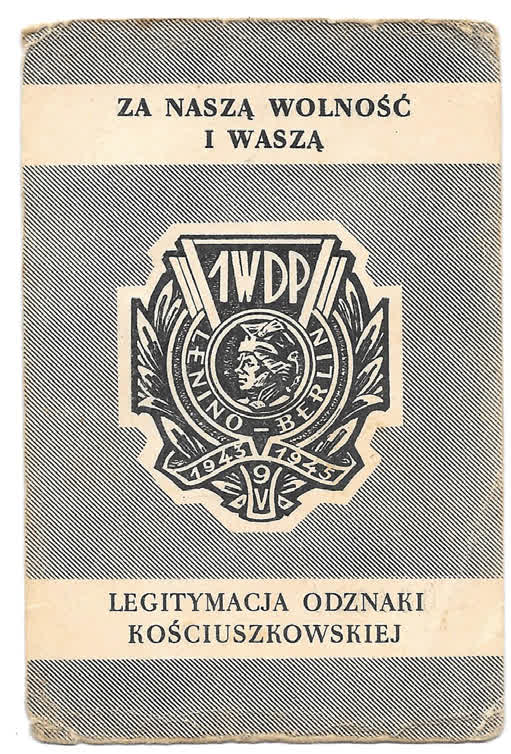 ZA NASZĄ WOLNOŚĆ
I WASZĄ
1WDP
LENINO – BERLIN
1943 1945
9
V
LEGITYMACJA ODZNAKI
KOŚCIUSZKOWSKIEJ